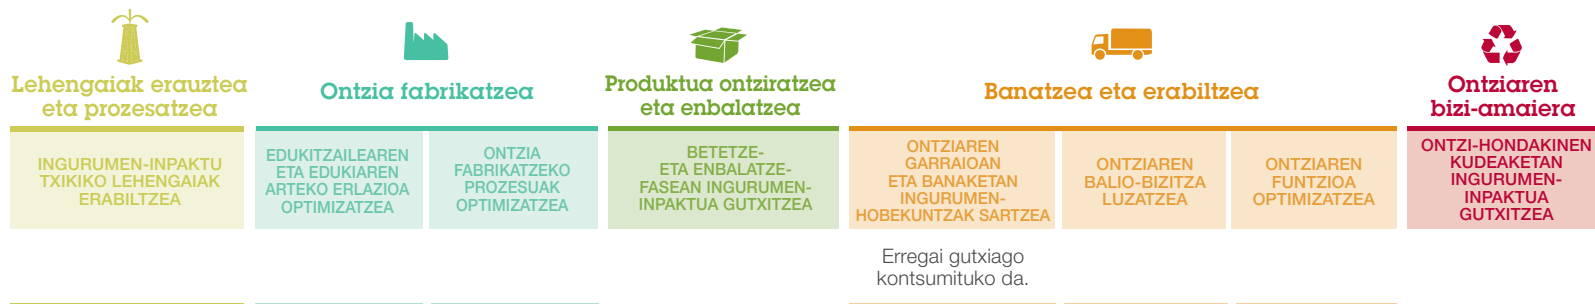 Lehengaiak erauztea
eta prozesatzea
Ontzia fabrikatzea
Produktua ontziratzea
eta enbalatzea
Banatzea eta erabiltzea
Ontziaren
bizi-amaiera
INGURUMEN-INPAKTU
TXIKIKO LEHENGAIAK
ERABILTZEA
EDUKITZAILEAREN
ETA EDUKIAREN
ARTEKO ERLAZIOA
OPTIMIZATZEA
ONTZIA
FABRIKATZEKO
PROZESUAK
OPTIMIZATZEA
BETETZE-
ETA ENBALATZE-
FASEAN INGURUMEN-
INPAKTUA GUTXITZEA
ONTZIAREN
GARRAIOAN
ETA BANAKETAN
INGURUMEN-
HOBEKUNTZAK SARTZEA
ONTZIAREN
BALIO-BIZITZA
LUZATZEA
ONTZIAREN
FUNTZIOA
OPTIMIZATZEA
ONTZI-HONDAKINEN
KUDEAKETAN
INGURUMEN-
INPAKTUA
GUTXITZEA
Erregai gutxiago
kontsumituko da.